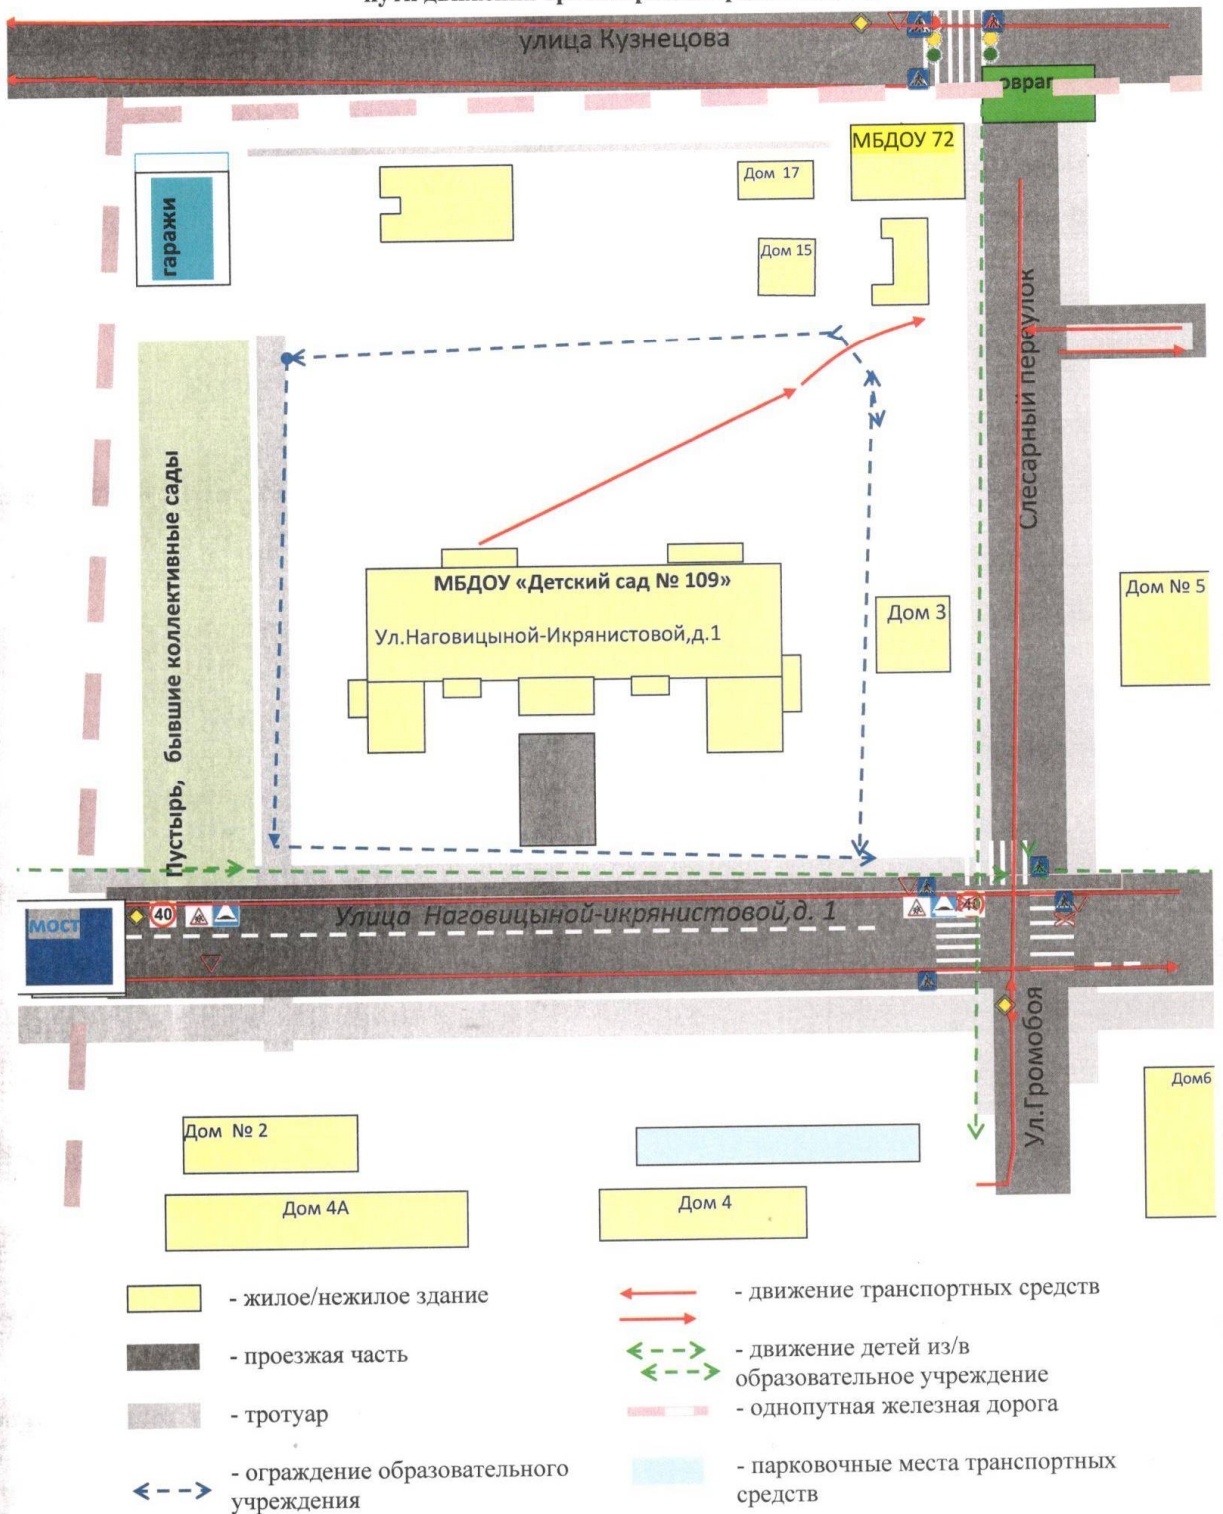 улица Кузнецова
овраг
МБДОУ 72
Дом 17
гаражи
Дом 15
Слесарный переулок
Пустырь, бывшие коллективные сады
МБДОУ «Детский сад № 109»
Ул.Наговицыной-Икрянистовой,д.1
Дом 3
Дом № 5
40
40
Улица Наговицыной-икрянистовой,д. 1
мост
Ул.Громобоя
Дом6
Дом № 2
Дом 4А
Дом 4
- жилое/нежилое здание
- движение транспортных средств
- проезжая часть
- движение детей из/в
образовательное учреждение
- тротуар
- однопутная железная дорога
- ограждение образовательного
учреждения
- парковочные места транспортных
средств